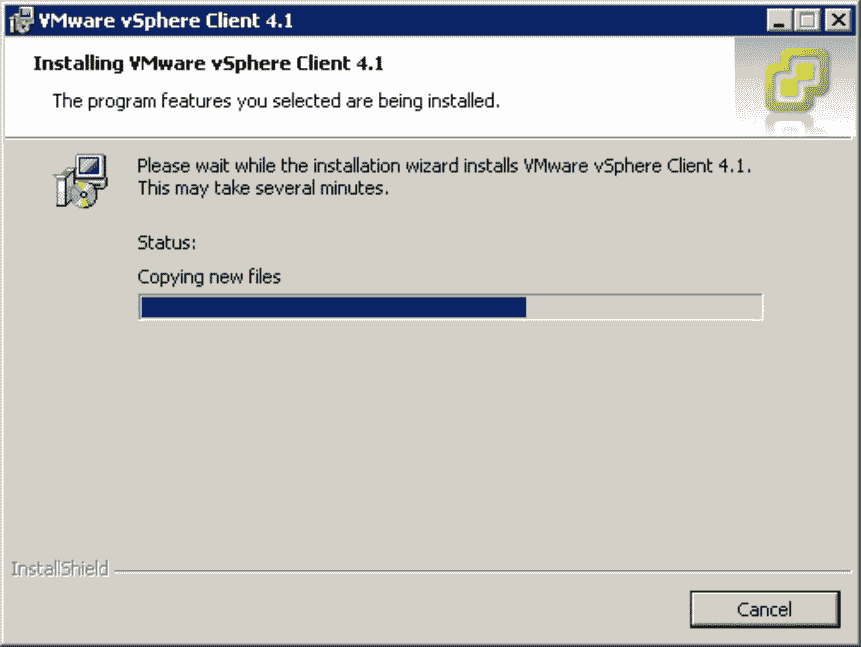 VMware vSphere Client 4.1
Installing VMware vSphere Client 4.1
The program features you selected are being installed.
Please wait while the installation wizard installs VMware vSphere Client 4.1.
This may take several minutes.
Status:
Copying new files
InstallShield
Cancel